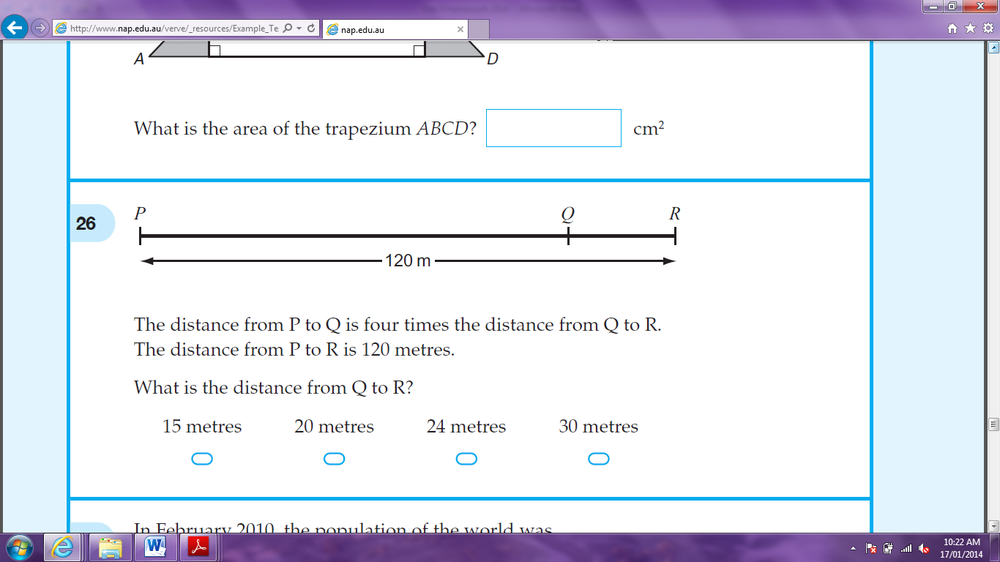 http://www.nap.edu.au/verve/_resources/Example_Te
nap.edu.au
A
D
What is the area of the trapezium ABCD?
cm²
26
P
Q
R
120 m
The distance from P to Q is four times the distance from Q to R.
The distance from P to R is 120 metres.
What is the distance from Q to R?
15 metres 20 metres 24 metres 30 metres
In February 2010, the population of the world was
10:22 AM
17/01/2014